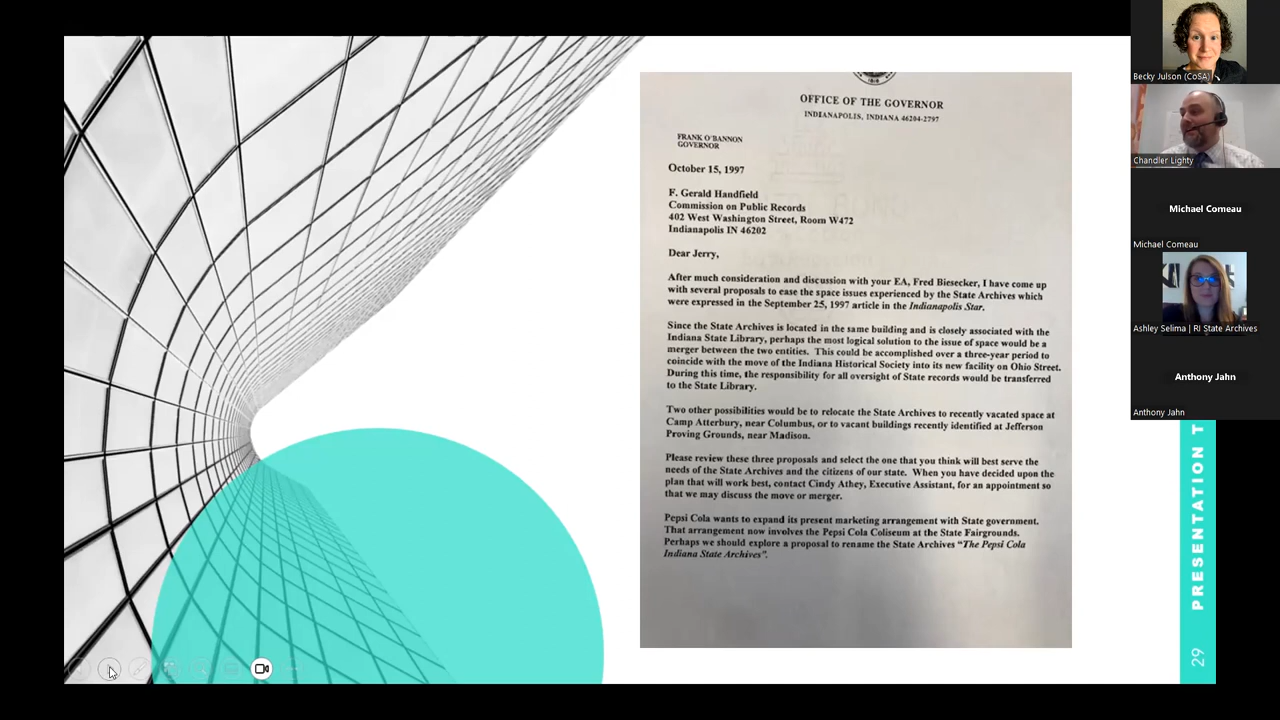 OFFICE OF THE GOVERNOR
INDIANAPOLIS, INDIANA 46204-2797
FRANK O'BANNON
GOVERNOR
October 15, 1997
F. Gerald Handfield
Commission on Public Records
402 West Washington Street, Room W472
Indianapolis IN 46202
Dear Jerry,
After much consideration and discussion with your EA, Fred Biesecker, I have come up
with several proposals to ease the space issues experienced by the State Archives which
were expressed in the September 25, 1997 article in the Indianapolis Star.
Since the State Archives is located in the same building and is closely associated with the
Indiana State Library, perhaps the most logical solution to the issue of space would be a
merger between the two entities. This could be accomplished over a three-year period to
coincide with the move of the Indiana Historical Society into its new facility on Ohio Street.
During this time, the responsibility for all oversight of State records would be transferred
to the State Library.
Two other possibilities would be to relocate the State Archives to recently vacated space at
Camp Atterbury, near Columbus, or to vacant buildings recently identified at Jefferson
Proving Grounds, near Madison.
Please review these three proposals and select the one that you think will best serve the
needs of the State Archives and the citizens of our state. When you have decided upon the
plan that will work best, contact Cindy Athey, Executive Assistant, for an appointment so
that we may discuss the move or merger.
Pepsi Cola wants to expand its present marketing arrangement with State government.
That arrangement now involves the Pepsi Cola Coliseum at the State Fairgrounds.
Perhaps we should explore a proposal to rename the State Archives "The Pepsi Cola
Indiana State Archives".
PRESENTATION T
29
Becky Julson (CoSA)
Chandler Lighty
Michael Comeau
Michael Comeau
Ashley Selima | RI State Archives
Anthony Jahn
Anthony Jahn